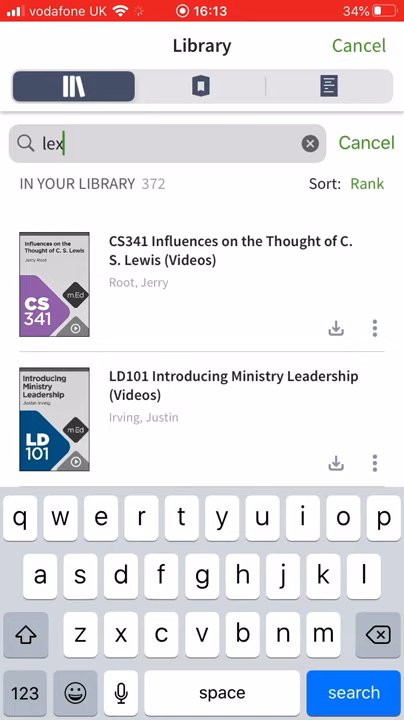 vodafone UK 16:13 34%
Library Cancel
lex Cancel
IN YOUR LIBRARY 372 Sort: Rank
Influences on the
Thought of C. S. Lewis
Jerry Root
CS
341
mEd
CS341 Influences on the Thought of C.
S. Lewis (Videos)
Root, Jerry
Introducing
Ministry
Leadership
Justin Irving
LD
101
mEd
LD101 Introducing Ministry Leadership
(Videos)
Irving, Justin
q w e r t y u i o p
a s d f g h j k l
z x c v b n m
123 space search